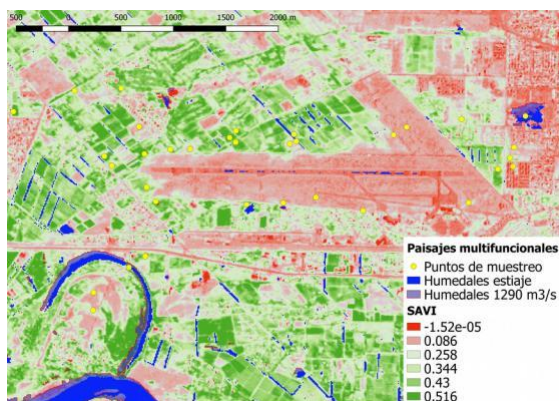 500 0 500 1000 1500 2000 m
Paisajes multifuncionales
Puntos de muestreo
Humedales estiaje
Humedales 1290 m3/s
SAVI
-1.52e-05
0.086
0.258
0.344
0.43
0.516